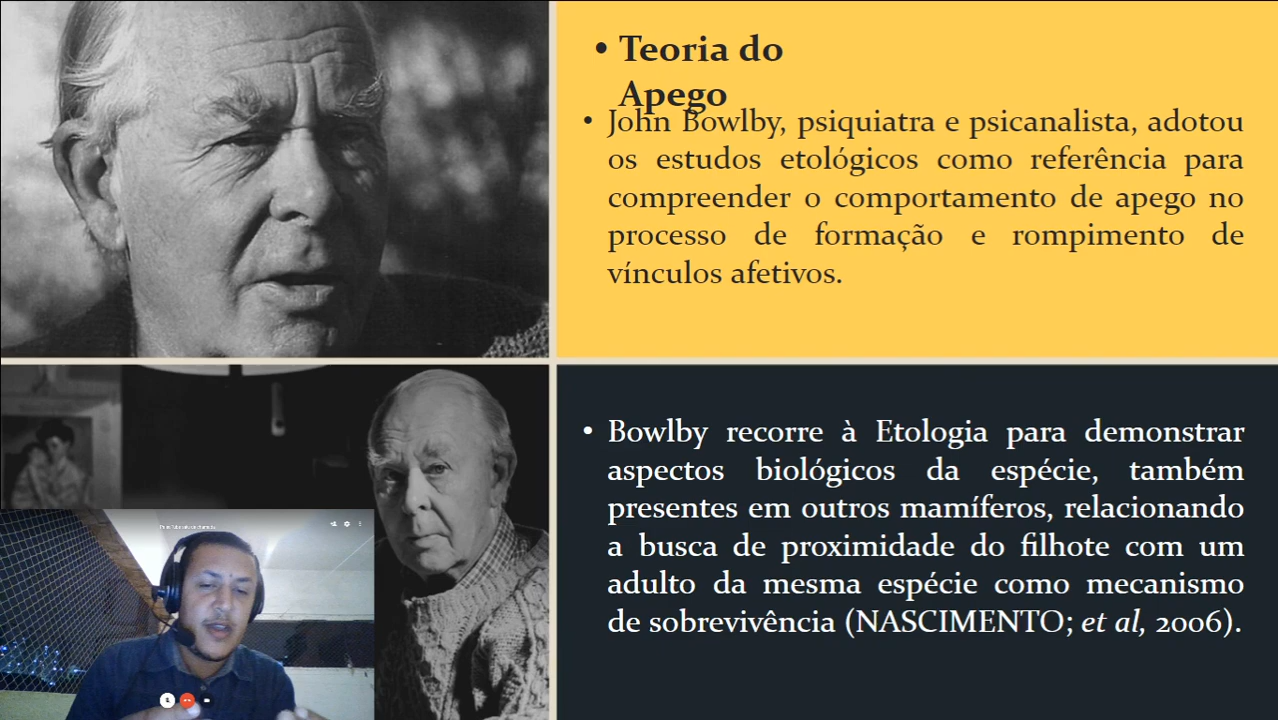 • Teoria do
Apego
• John Bowlby, psiquiatra e psicanalista, adotou
os estudos etológicos como referência para
compreender o comportamento de apego no
processo de formação e rompimento de
vínculos afetivos.
• Bowlby recorre à Etologia para demonstrar
aspectos biológicos da espécie, também
presentes em outros mamíferos, relacionando
a busca de proximidade do filhote com um
adulto da mesma espécie como mecanismo
de sobrevivência (NASCIMENTO; et al, 2006).